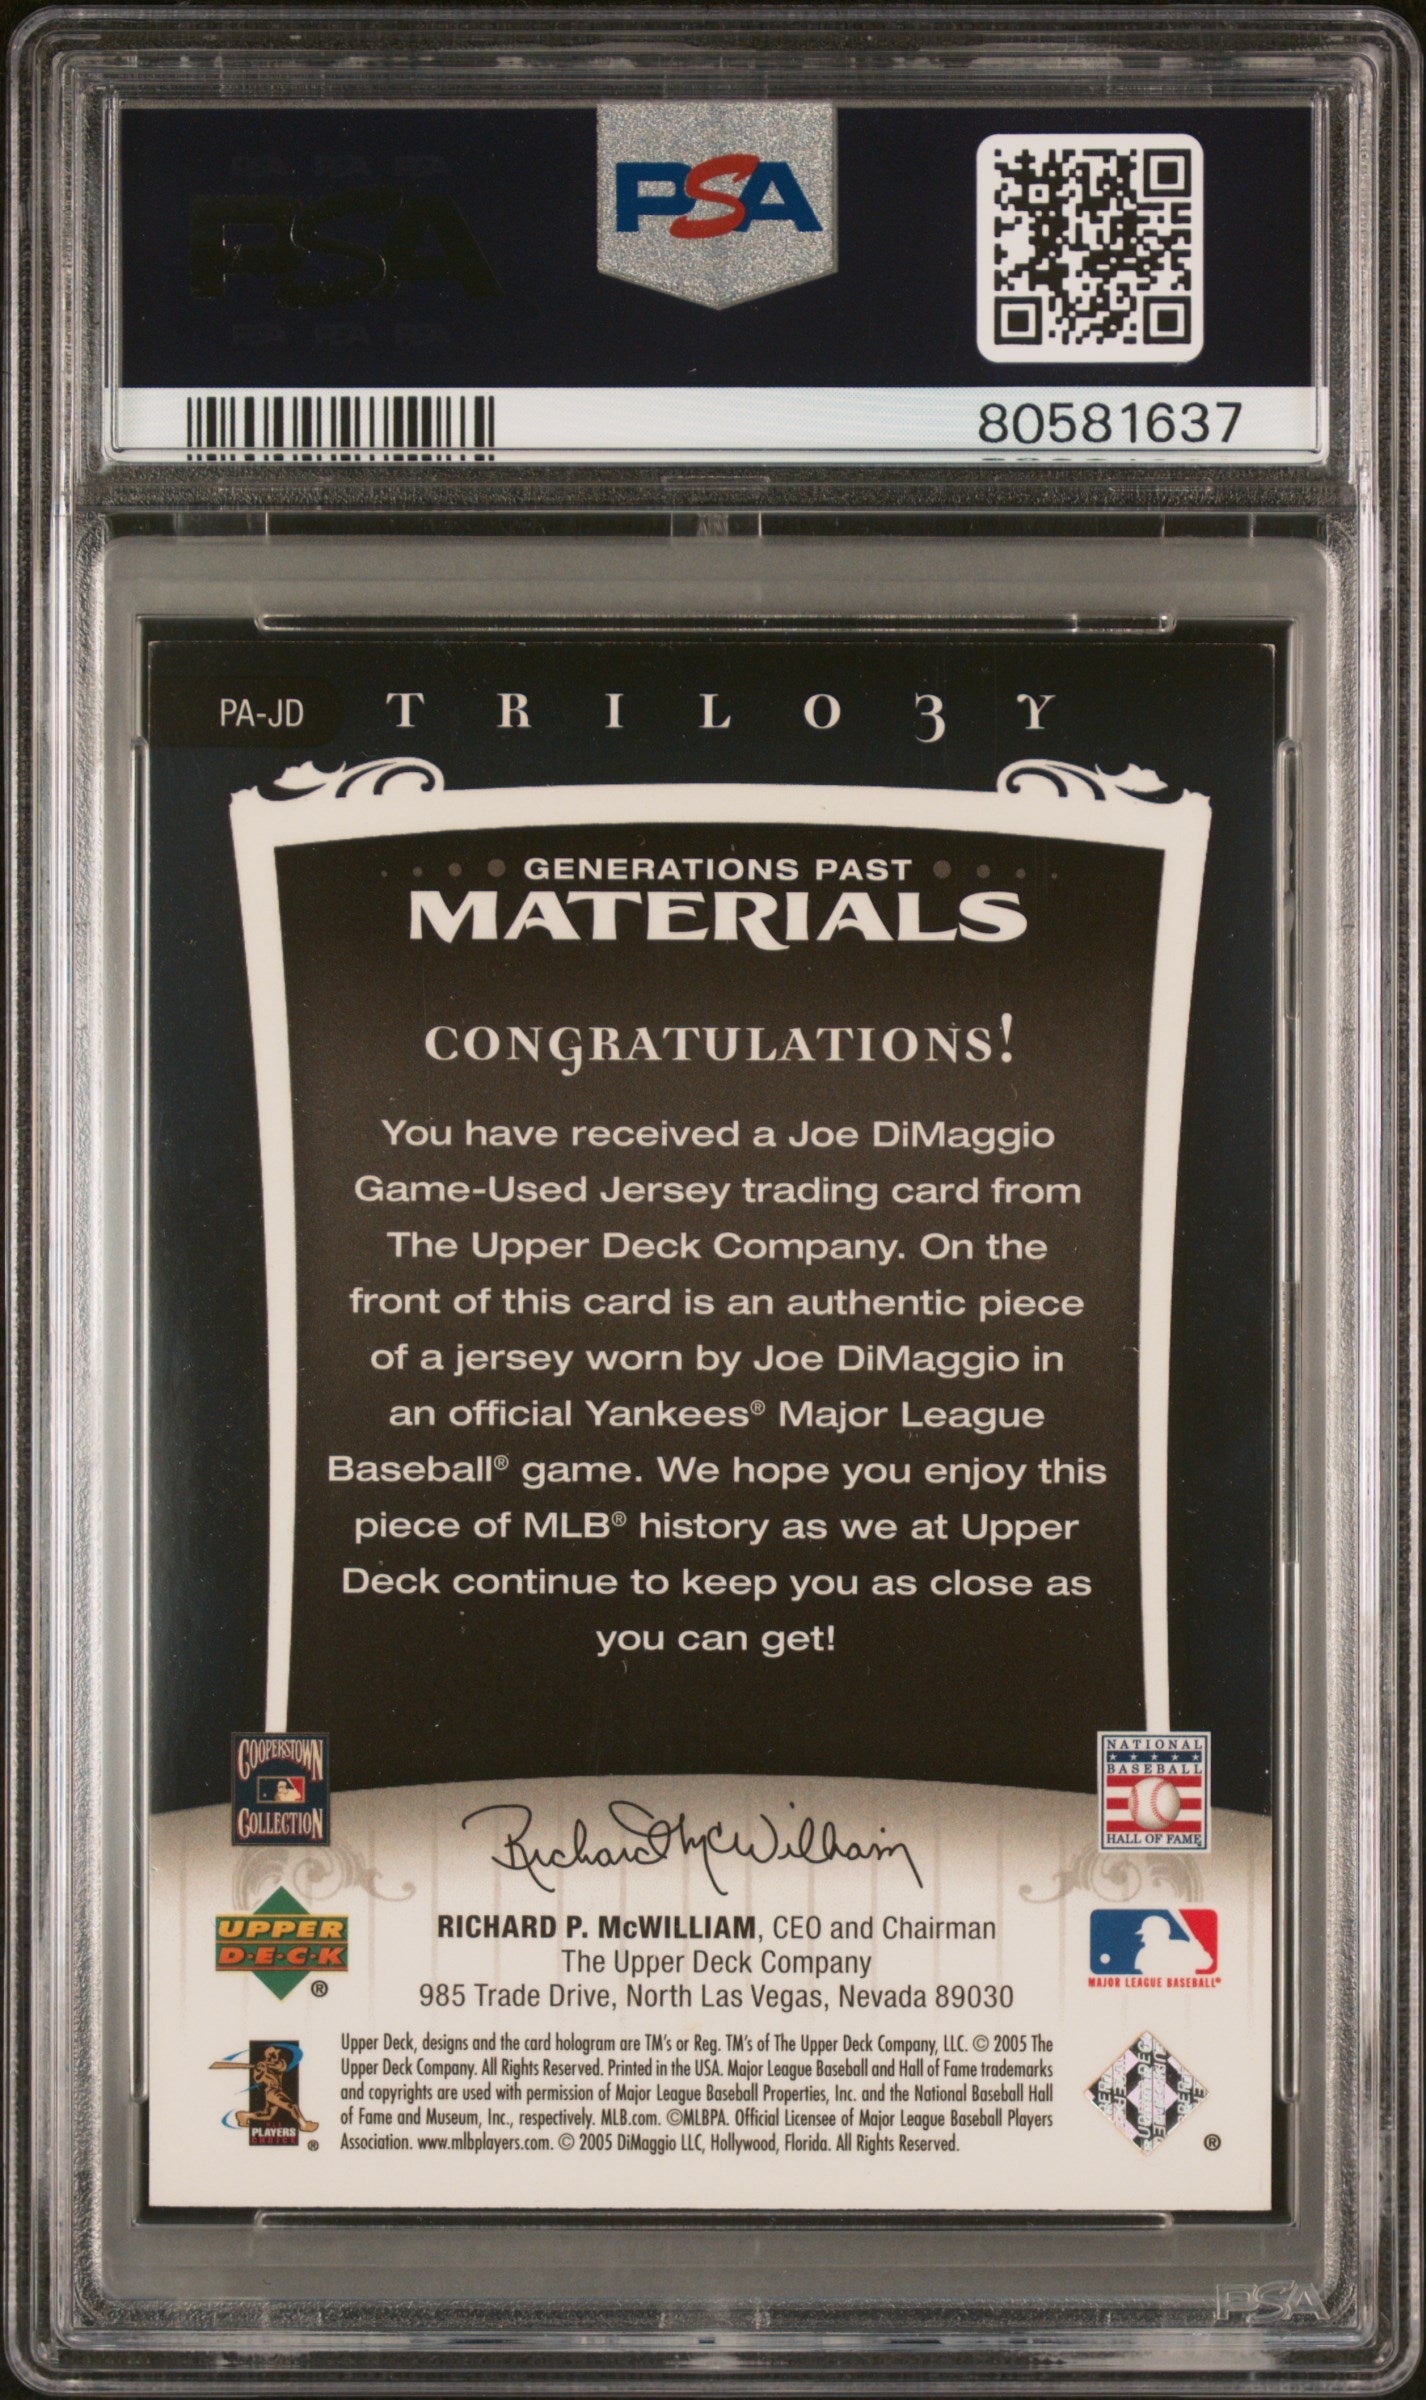 PSA
PSA
80581637
PA-JD TRILO3Y
GENERATIONS PAST
MATERIALS
CONGRATULATIONS!
You have received a Joe DiMaggio
Game-Used Jersey trading card from
The Upper Deck Company. On the
front of this card is an authentic piece
of a jersey worn by Joe DiMaggio in
an official Yankees® Major League
Baseball® game. We hope you enjoy this
piece of MLB® history as we at Upper
Deck continue to keep you as close as
you can get!
COOPERSTOWN
COLLECTION
NATIONAL
BASEBALL
HALL OF FAME
Richard McWilliam
UPPER
D·E·C·K
®
RICHARD P. McWILLIAM, CEO and Chairman
The Upper Deck Company
985 Trade Drive, North Las Vegas, Nevada 89030
MAJOR LEAGUE BASEBALL®
PLAYERS
CHOICE
®
Upper Deck, designs and the card hologram are TM's or Reg. TM's of The Upper Deck Company, LLC. © 2005 The
Upper Deck Company. All Rights Reserved. Printed in the USA. Major League Baseball and Hall of Fame trademarks
and copyrights are used with permission of Major League Baseball Properties, Inc. and the National Baseball Hall
of Fame and Museum, Inc., respectively. MLB.com. ©MLBPA. Official Licensee of Major League Baseball Players
Association. www.mlbplayers.com. © 2005 DiMaggio LLC, Hollywood, Florida. All Rights Reserved.
®
PSA